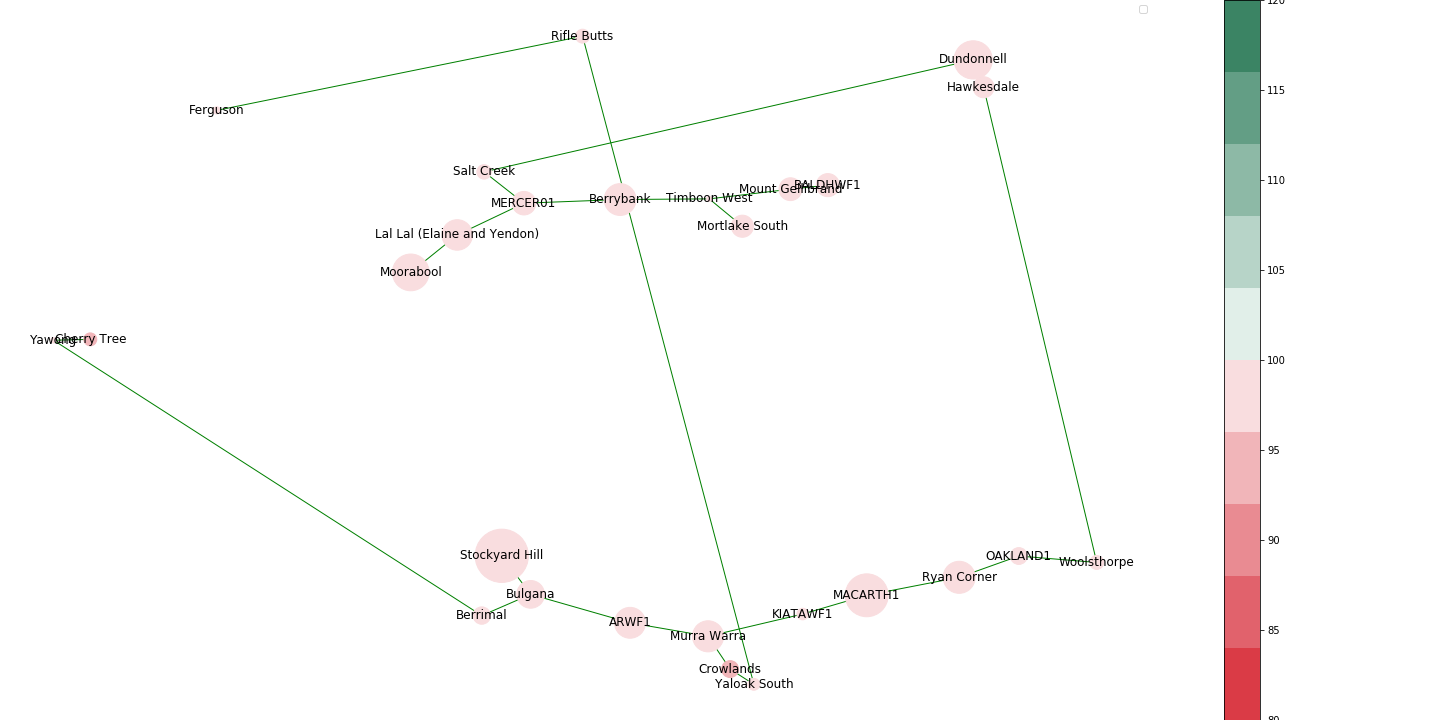 120
Rifle Butts
Dundonnell
Hawkesdale
115
Ferguson
Salt Creek
110
Mount Gellibrand
BALDHWF1
MERCER01
Berrybank
Timboon West
Mortlake South
Lal Lal (Elaine and Yendon)
105
Moorabool
Yawong
Cherry Tree
100
95
90
Stockyard Hill
OAKLAND1
Woolsthorpe
Ryan Corner
Bulgana
MACARTH1
Berrimal
KIATAWF1
ARWF1
Murra Warra
85
Crowlands
Yaloak South
80